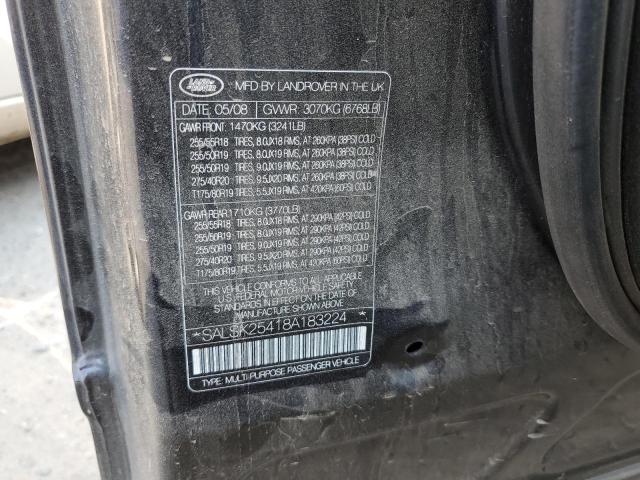 LAND ROVER
MFD BY LANDROVER IN THE UK
DATE: 05/08 GVWR: 3070KG (6768LB)
GAWR FRONT: 1470KG (3241LB)
255/55R18 TIRES, 8.0JX18 RIMS, AT 260KPA (38PSI) COLD
255/50R19 TIRES, 8.0JX19 RIMS, AT 260KPA (38PSI) COLD
255/50R19 TIRES, 9.0JX19 RIMS, AT 260KPA (38PSI) COLD
275/40R20 TIRES, 9.5JX20 RIMS, AT 260KPA (38PSI) COLD
T175/80R19 TIRES, 5.5JX19 RIMS, AT 420KPA (60PSI) COLD
GAWR REAR 1710KG (3770LB)
255/55R18 TIRES, 8.0JX18 RIMS, AT 290KPA (42PSI) COLD
255/50R19 TIRES, 8.0JX19 RIMS, AT 290KPA (42PSI) COLD
255/50R19 TIRES, 9.0JX19 RIMS, AT 290KPA (42PSI) COLD
275/40R20 TIRES, 9.5JX20 RIMS, AT 290KPA (42PSI) COLD
T175/80R19 TIRES, 5.5JX19 RIMS, AT 420KPA (60PSI) COLD
THIS VEHICLE CONFORMS TO ALL APPLICABLE
U.S. FEDERAL MOTOR VEHICLE SAFETY
STANDARDS IN EFFECT ON THE DATE OF
MANUFACTURE SHOWN ABOVE
* SALSK25418A183224 *
TYPE: MULTI PURPOSE PASSENGER VEHICLE